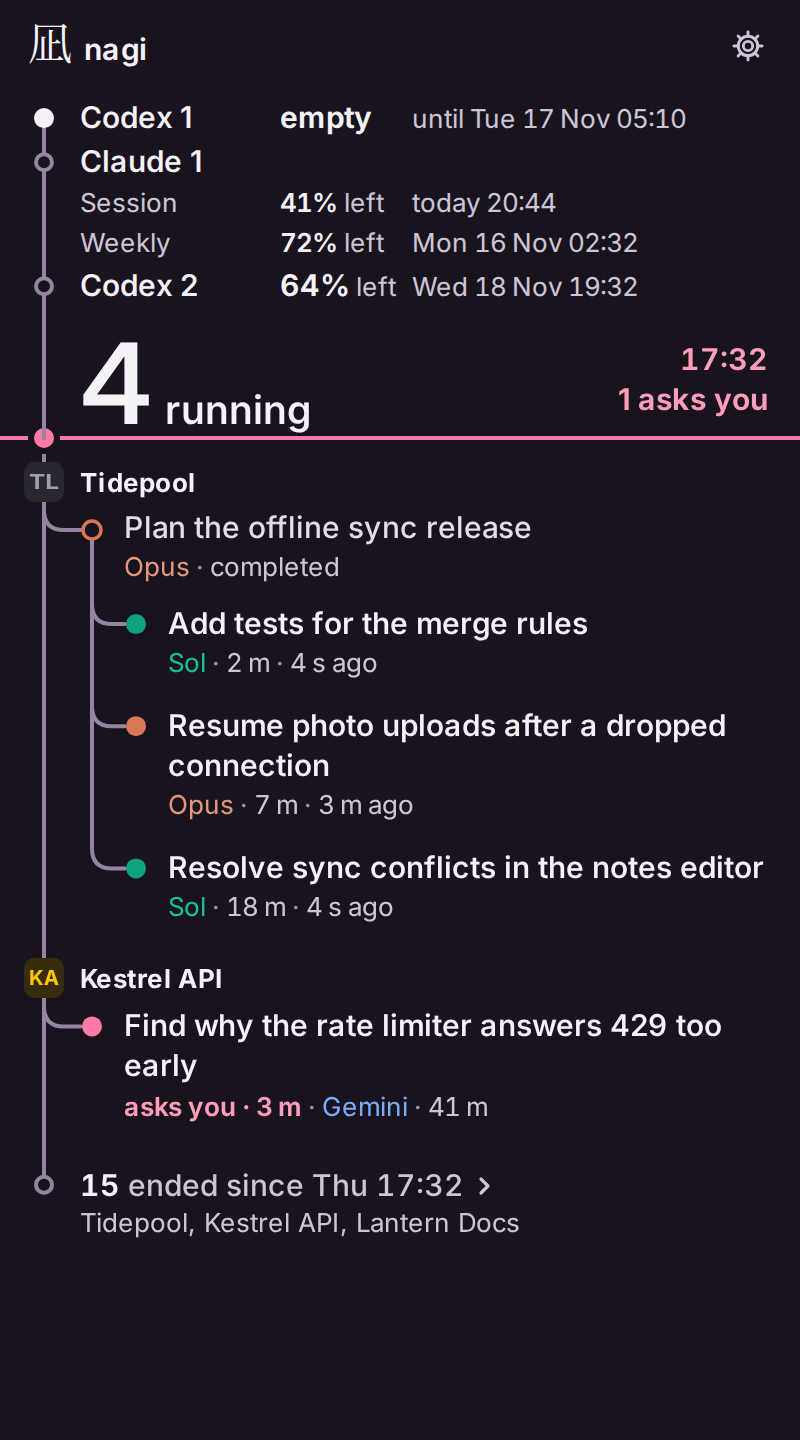 凪 nagi
Codex 1 empty until Tue 17 Nov 05:10
Claude 1
Session 41% left today 20:44
Weekly 72% left Mon 16 Nov 02:32
Codex 2 64% left Wed 18 Nov 19:32
4 running
17:32
1 asks you
TL Tidepool
Plan the offline sync release
Opus · completed
Add tests for the merge rules
Sol · 2 m · 4 s ago
Resume photo uploads after a dropped
connection
Opus · 7 m · 3 m ago
Resolve sync conflicts in the notes editor
Sol · 18 m · 4 s ago
KA Kestrel API
Find why the rate limiter answers 429 too
early
asks you · 3 m · Gemini · 41 m
15 ended since Thu 17:32
Tidepool, Kestrel API, Lantern Docs